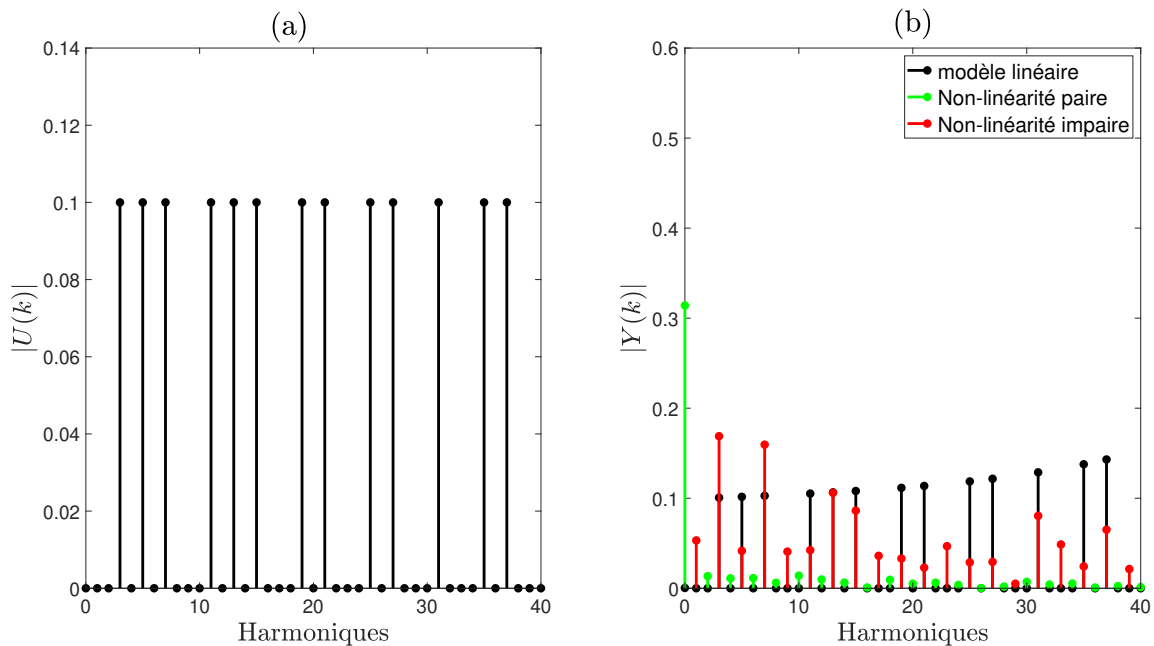 (a)
|U(k)|
0.14
0.12
0.1
0.08
0.06
0.04
0.02
0
0 10 20 30 40
Harmoniques
(b)
|Y(k)|
0.6
0.5
0.4
0.3
0.2
0.1
0
0 10 20 30 40
Harmoniques
modèle linéaire
Non-linéarité paire
Non-linéarité impaire